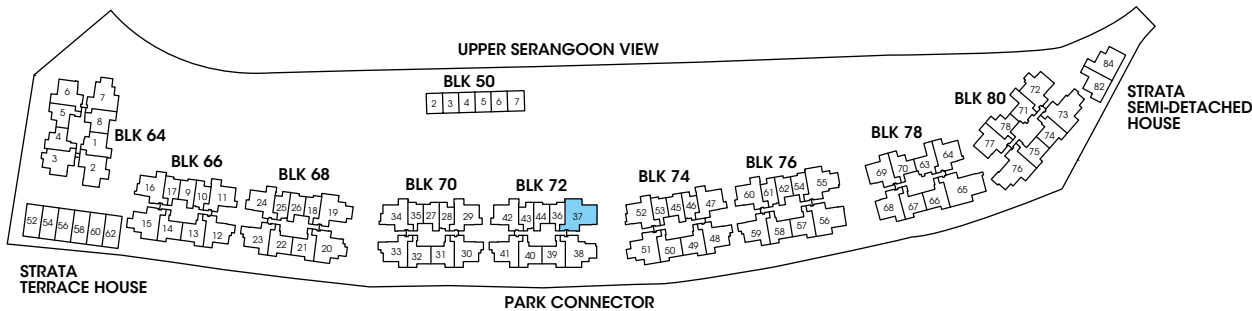 UPPER SERANGOON VIEW
BLK 50
2 3 4 5 6 7
BLK 64
6 7
5 8
4 1
3 2
BLK 66
16 17 9 10 11
15 14 13 12
BLK 68
24 25 26 18 19
23 22 21 20
BLK 70
34 35 27 28 29
33 32 31 30
BLK 72
42 43 44 36 37
41 40 39 38
BLK 74
52 53 45 46 47
51 50 49 48
BLK 76
60 61 62 54 55
59 58 57 56
BLK 78
69 70 63 64
68 67 66 65
BLK 80
72
71 73
78 74
77 75
76
84
82
STRATA
SEMI-DETACHED
HOUSE
52 54 56 58 60 62
STRATA
TERRACE HOUSE
PARK CONNECTOR